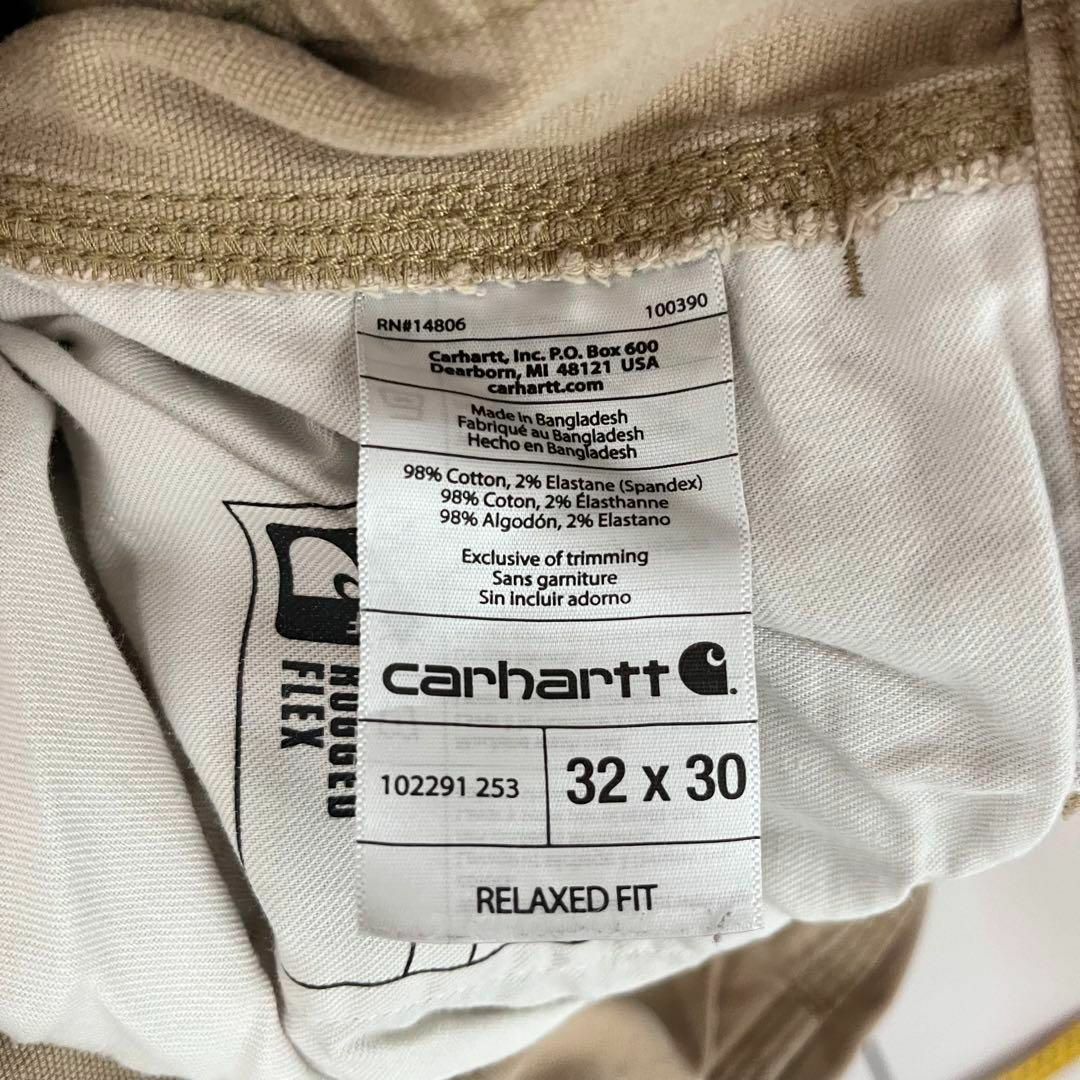 RN#14806 100390
Carhartt, Inc. P.O. Box 600
Dearborn, MI 48121 USA
carhartt.com
Made in Bangladesh
Fabriqué au Bangladesh
Hecho en Bangladesh
98% Cotton, 2% Elastane (Spandex)
98% Coton, 2% Élasthanne
98% Algodón, 2% Elastano
Exclusive of trimming
Sans garniture
Sin incluir adorno
carhartt
102291 253 32 x 30
RELAXED FIT
RUGGED
FLEX